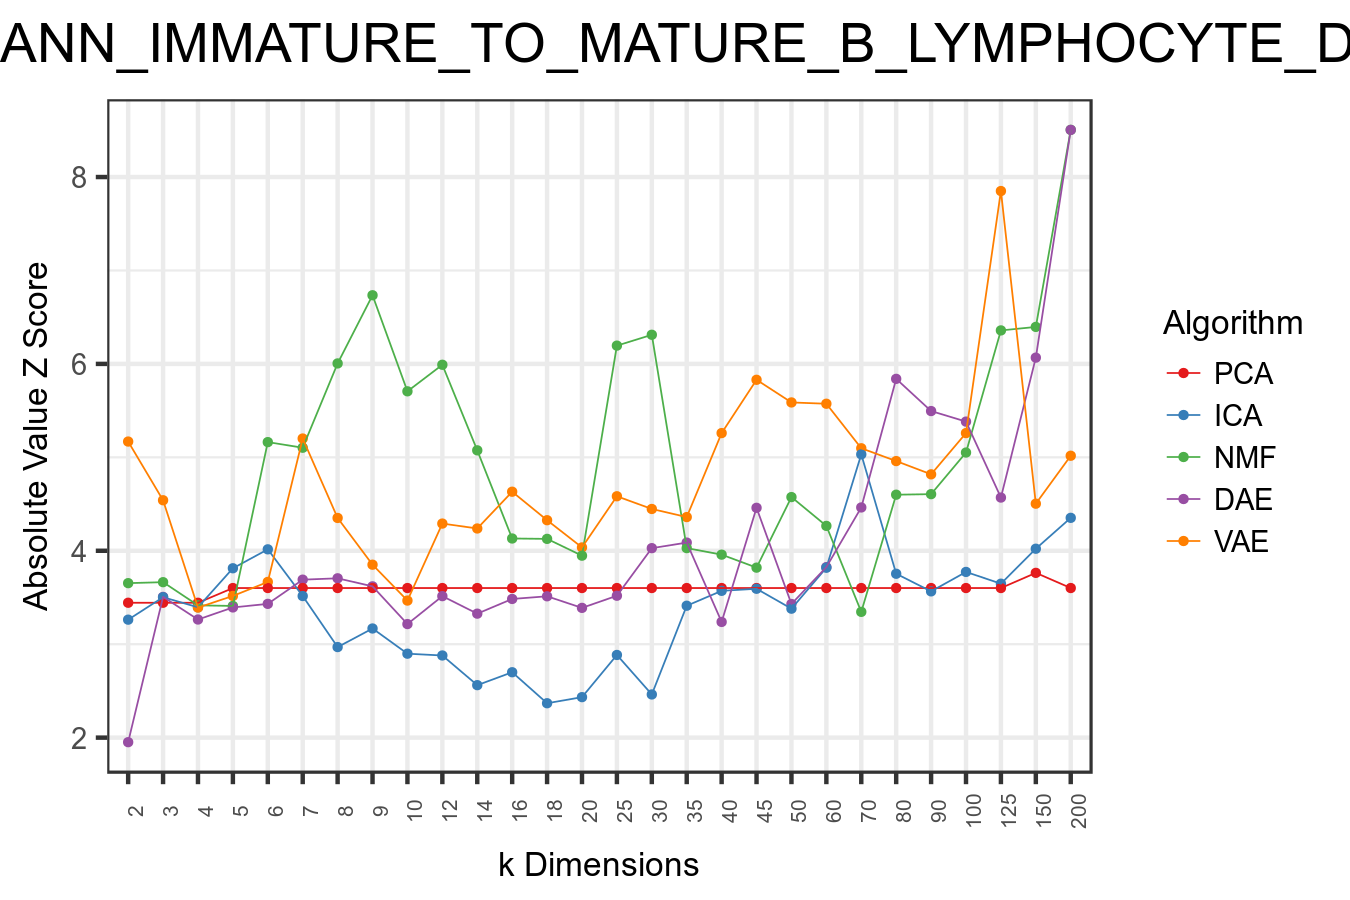 ANN_IMMATURE_TO_MATURE_B_LYMPHOCYTE_D
Absolute Value Z Score
8
6
4
2
2 3 4 5 6 7 8 9 10 12 14 16 18 20 25 30 35 40 45 50 60 70 80 90 100 125 150 200
k Dimensions
Algorithm
PCA
ICA
NMF
DAE
VAE